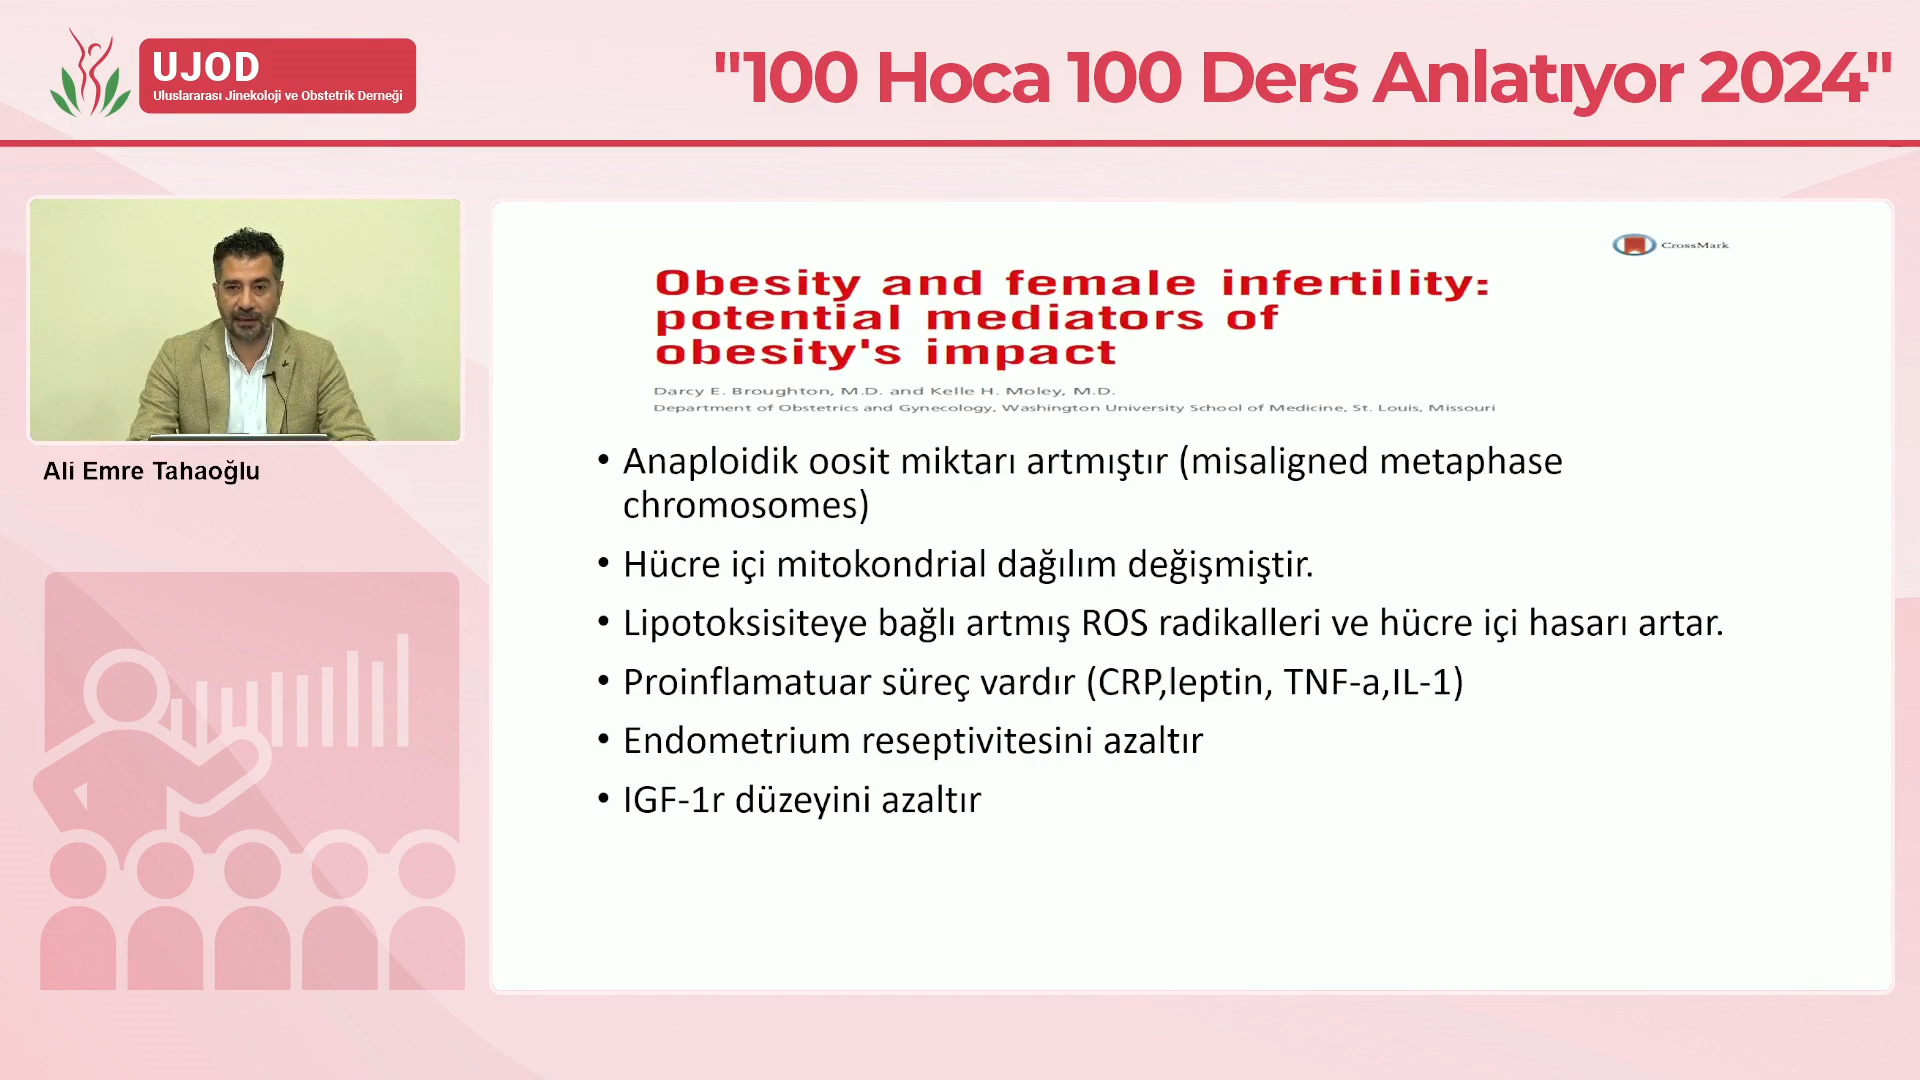 UJOD
Uluslararası Jinekoloji ve Obstetrik Derneği
"100 Hoca 100 Ders Anlatıyor 2024"
Ali Emre Tahaoğlu
CrossMark
Obesity and female infertility:
potential mediators of
obesity's impact
Darcy E. Broughton, M.D. and Kelle H. Moley, M.D.
Department of Obstetrics and Gynecology, Washington University School of Medicine, St. Louis, Missouri
• Anaploidik oosit miktarı artmıştır (misaligned metaphase
chromosomes)
• Hücre içi mitokondrial dağılım değişmiştir.
• Lipotoksisiteye bağlı artmış ROS radikalleri ve hücre içi hasarı artar.
• Proinflamatuar süreç vardır (CRP,leptin, TNF-a,IL-1)
• Endometrium reseptivitesini azaltır
• IGF-1r düzeyini azaltır